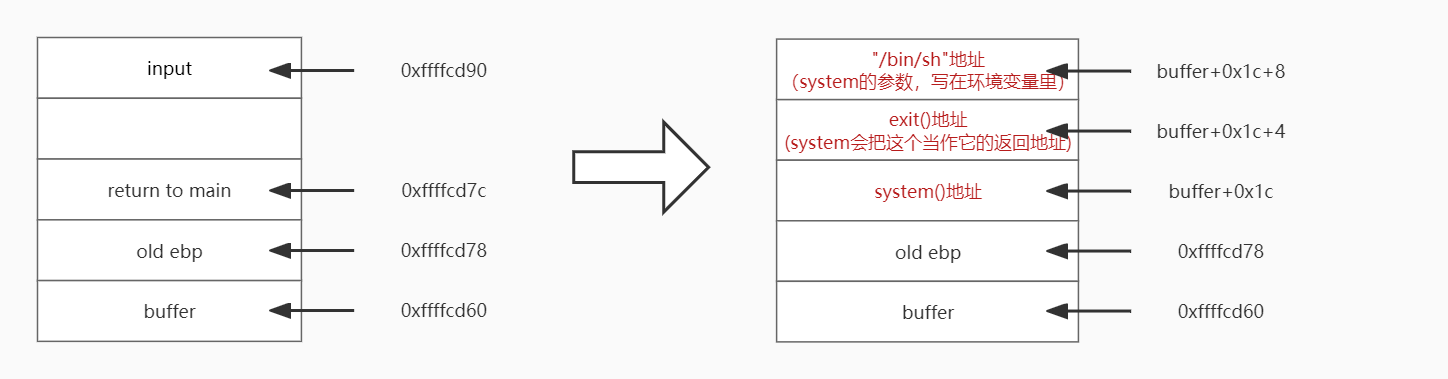 input
0xffffcd90
return to main
0xffffcd7c
old ebp
0xffffcd78
buffer
0xffffcd60
"/bin/sh"地址
（system的参数，写在环境变量里）
buffer+0x1c+8
exit()地址
(system会把这个当作它的返回地址)
buffer+0x1c+4
system()地址
buffer+0x1c
old ebp
0xffffcd78
buffer
0xffffcd60